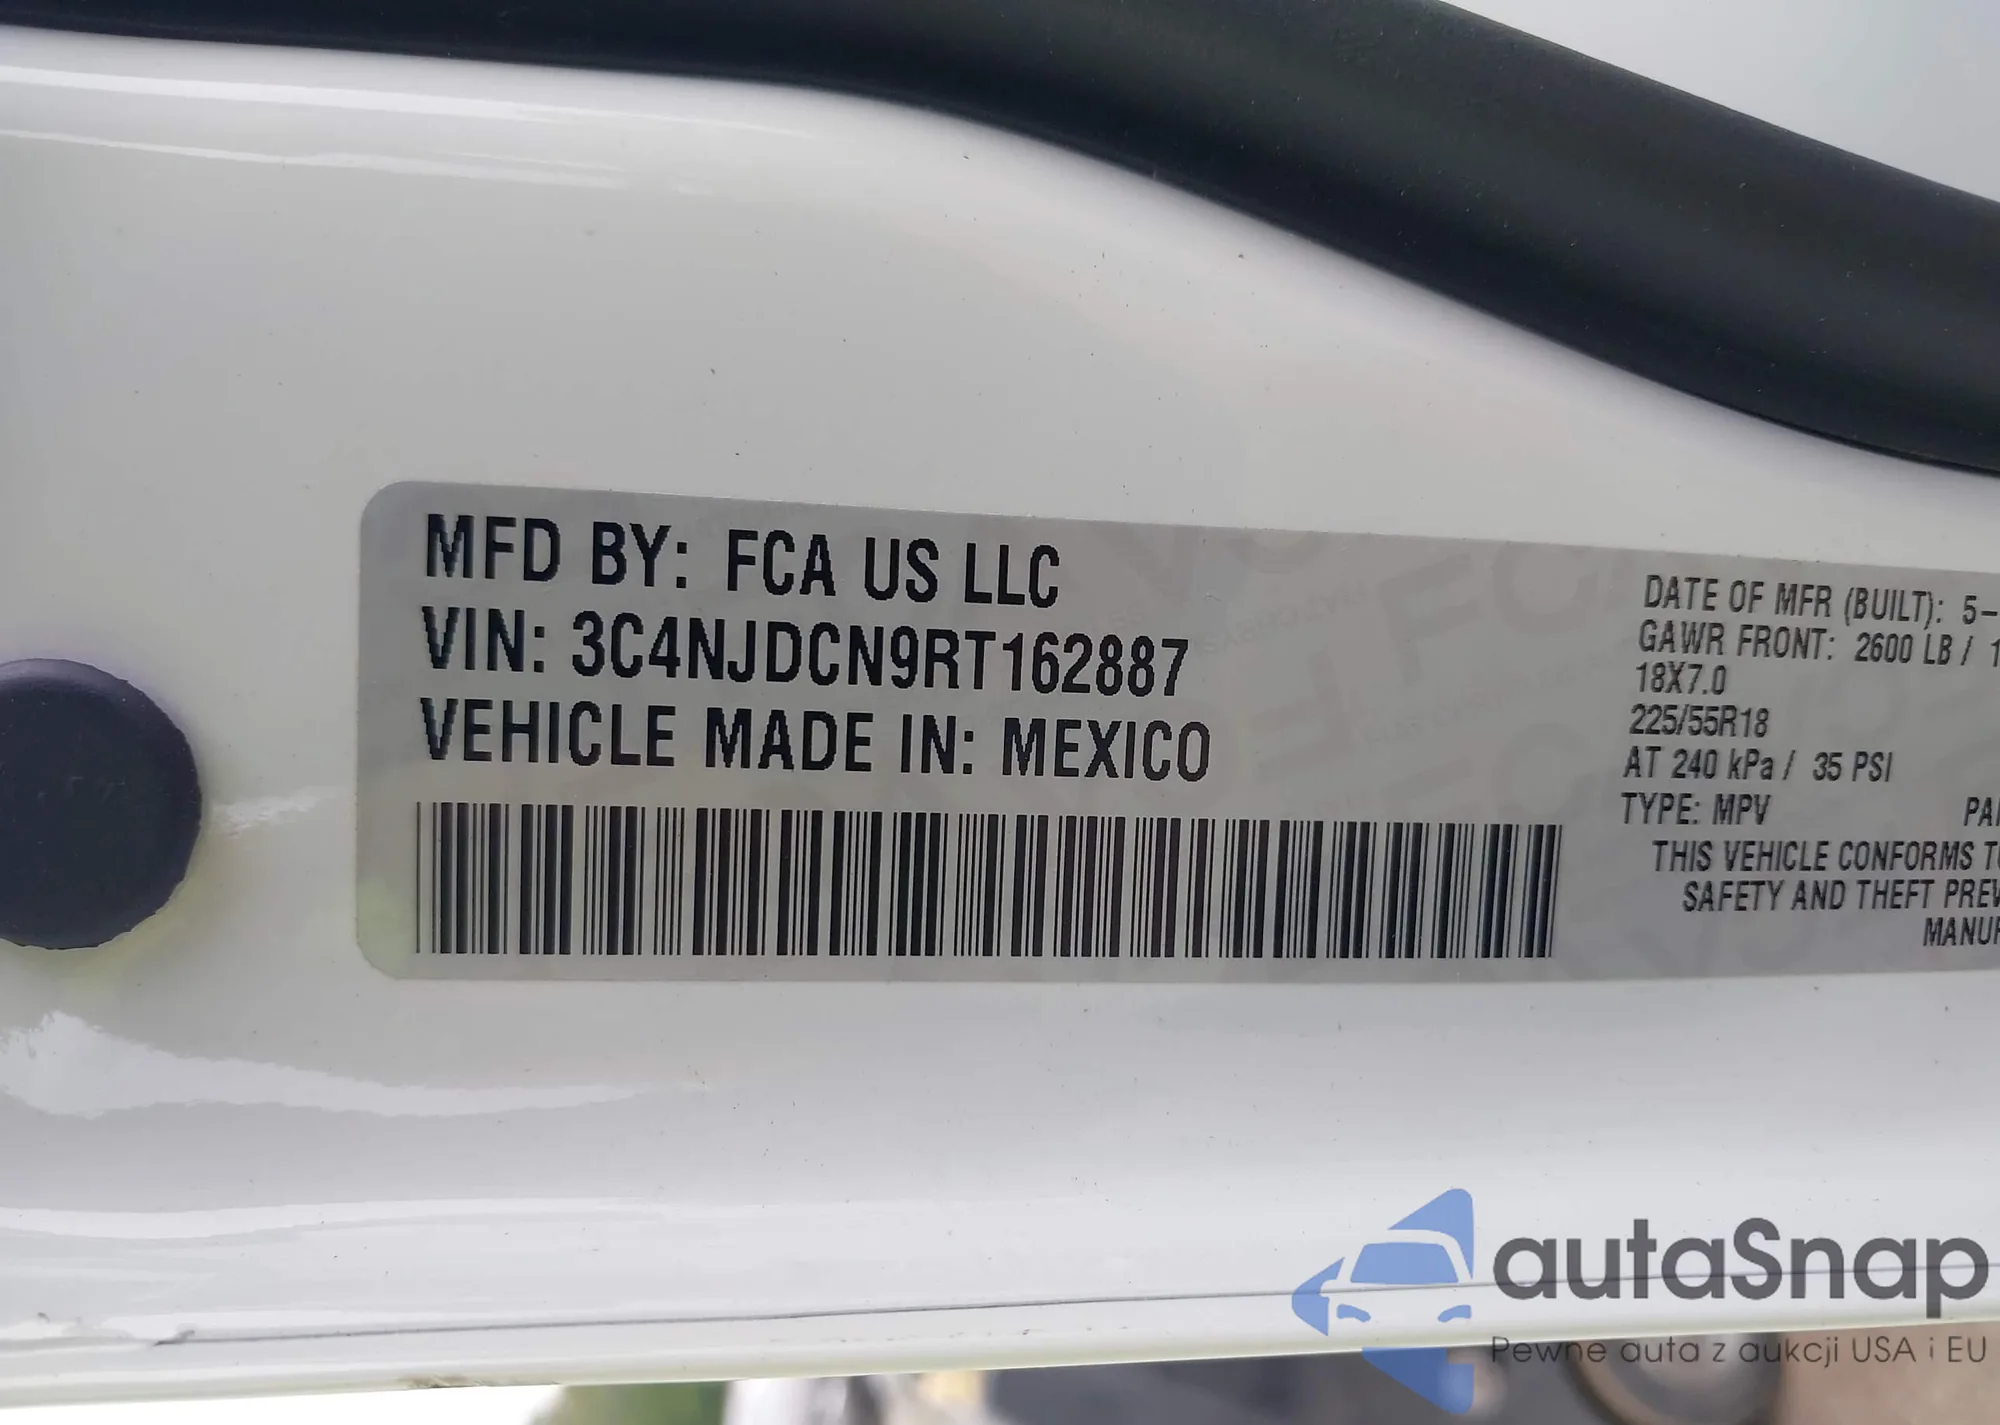 MFD BY: FCA US LLC
VIN: 3C4NJDCN9RT162887
VEHICLE MADE IN: MEXICO
DATE OF MFR (BUILT): 5-
GAWR FRONT: 2600 LB / 1
18X7.0
225/55R18
AT 240 kPa / 35 PSI
TYPE: MPV
THIS VEHICLE CONFORMS
SAFETY AND THEFT
autaSnap
Pewne auta z aukcji USA i EU